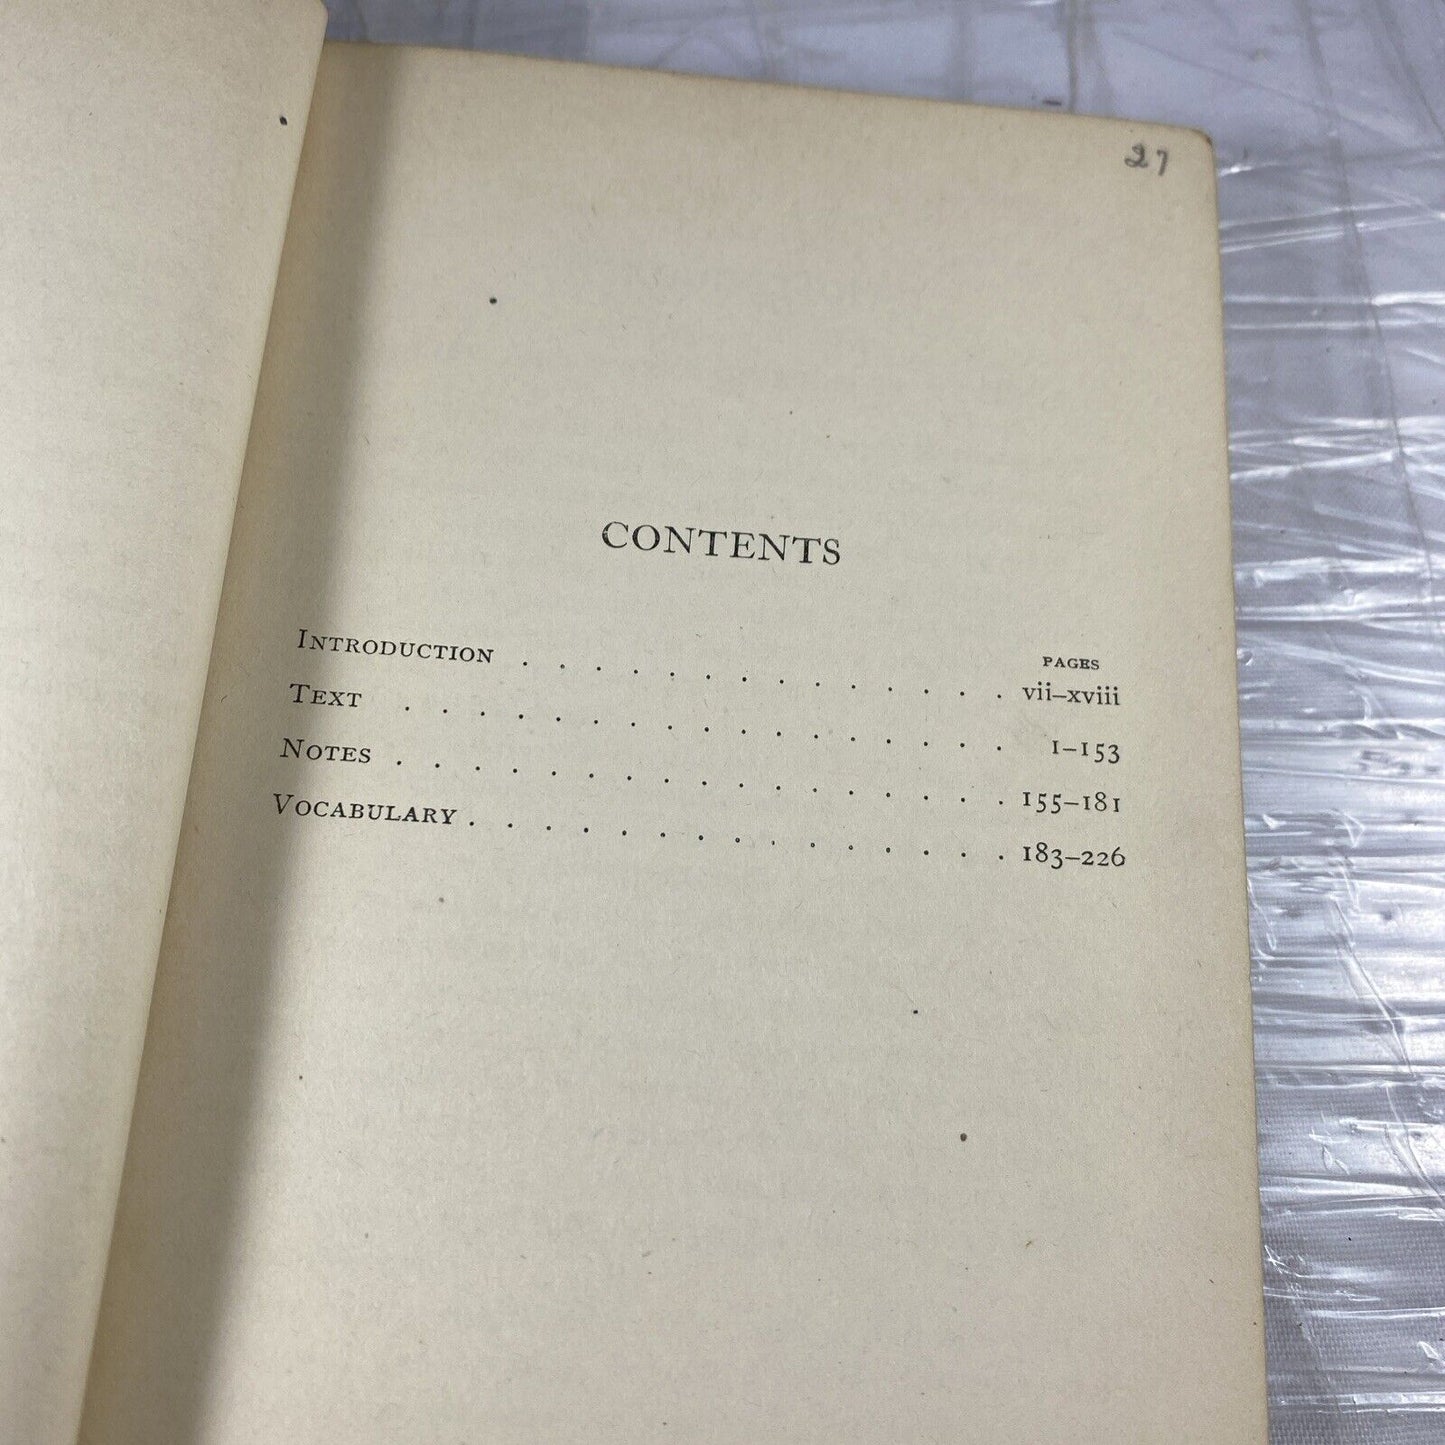 27
CONTENTS
PAGES
INTRODUCTION . . . . . . . . . . . . . . vii–xviii
TEXT . . . . . . . . . . . . . . . . . 1–153
NOTES . . . . . . . . . . . . . . . . . 155–181
VOCABULARY . . . . . . . . . . . . . . . 183–226